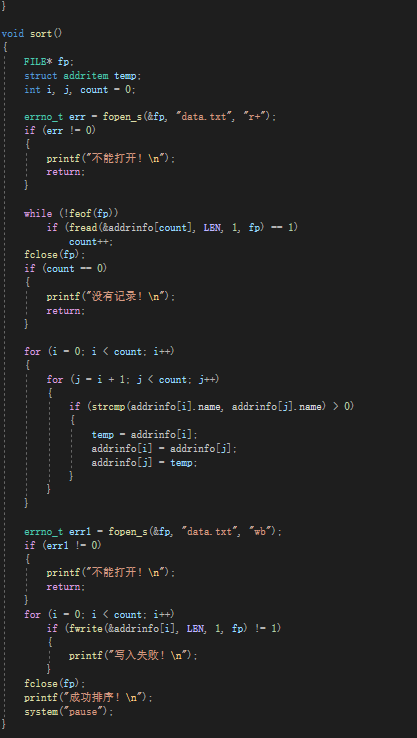 }
void sort()
{
FILE* fp;
struct addritem temp;
int i, j, count = 0;
errno_t err = fopen_s(&fp, "data.txt", "r+");
if (err != 0)
{
printf("不能打开！\n");
return;
}
while (!feof(fp))
if (fread(&addrinfo[count], LEN, 1, fp) == 1)
count++;
fclose(fp);
if (count == 0)
{
printf("没有记录！\n");
return;
}
for (i = 0; i < count; i++)
{
for (j = i + 1; j < count; j++)
{
if (strcmp(addrinfo[i].name, addrinfo[j].name) > 0)
{
temp = addrinfo[i];
addrinfo[i] = addrinfo[j];
addrinfo[j] = temp;
}
}
}
errno_t err1 = fopen_s(&fp, "data.txt", "wb");
if (err1 != 0)
{
printf("不能打开！\n");
return;
}
for (i = 0; i < count; i++)
if (fwrite(&addrinfo[i], LEN, 1, fp) != 1)
{
printf("写入失败！\n");
}
fclose(fp);
printf("成功排序！\n");
system("pause");
}